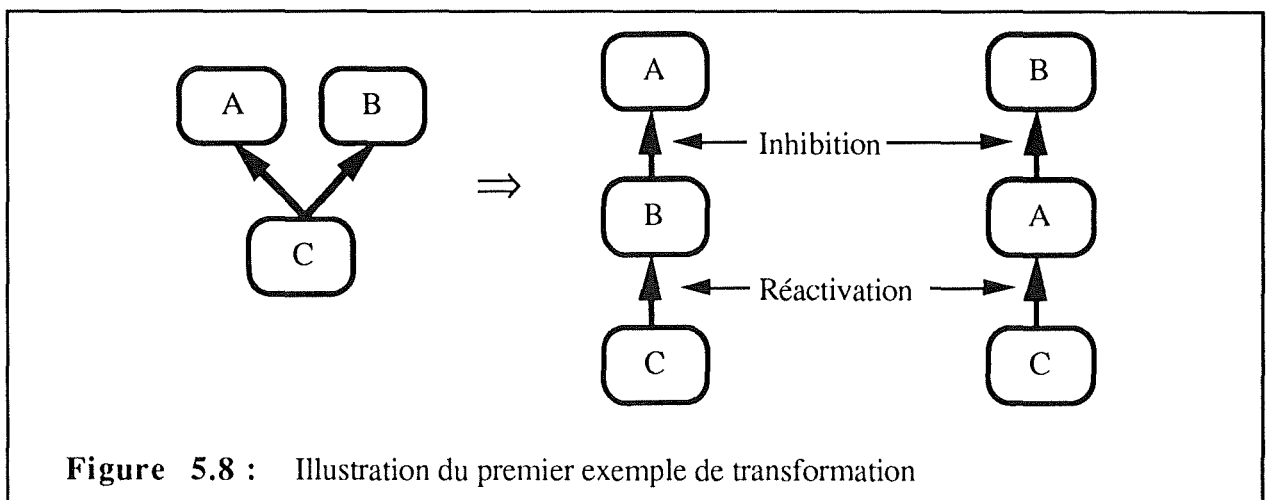 A B
C
⇒
A
B
C
Inhibition
Réactivation
B
A
C
Figure 5.8 : Illustration du premier exemple de transformation